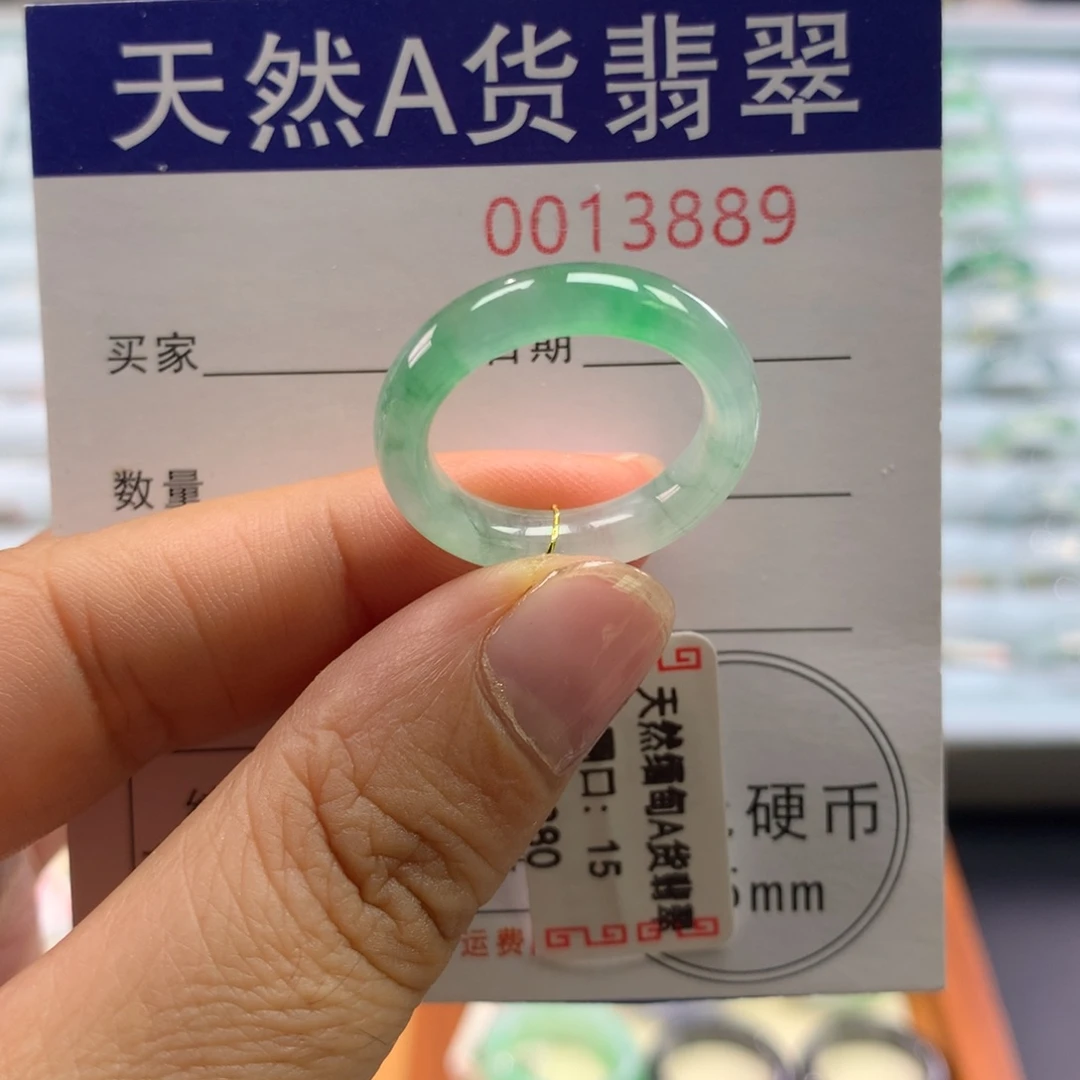 天然A货翡翠
0013889
买家 日期
数量
硬币
mm
运费
天然缅甸A货翡翠
口：15
80